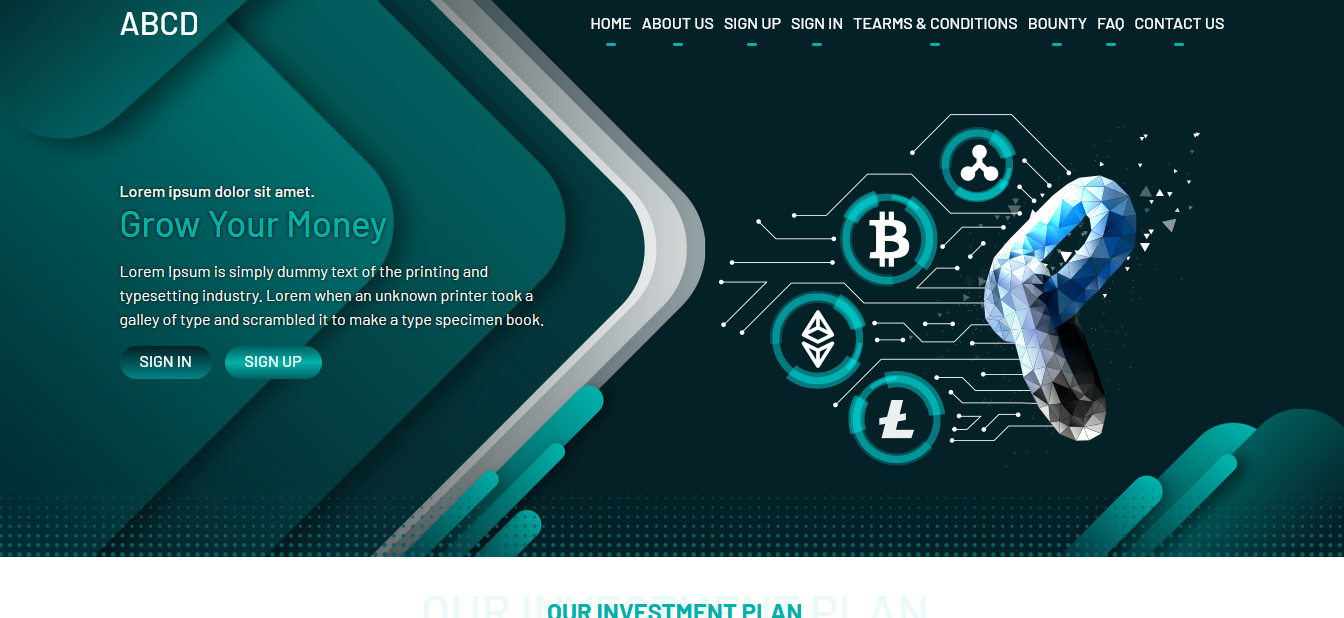 ABCD
HOME ABOUT US SIGN UP SIGN IN TEARMS & CONDITIONS BOUNTY FAQ CONTACT US
Lorem ipsum dolor sit amet.
Grow Your Money
Lorem Ipsum is simply dummy text of the printing and
typesetting industry. Lorem when an unknown printer took a
galley of type and scrambled it to make a type specimen book.
SIGN IN SIGN UP
OUR INVESTMENT PLAN
OUR INVESTMENT PLAN